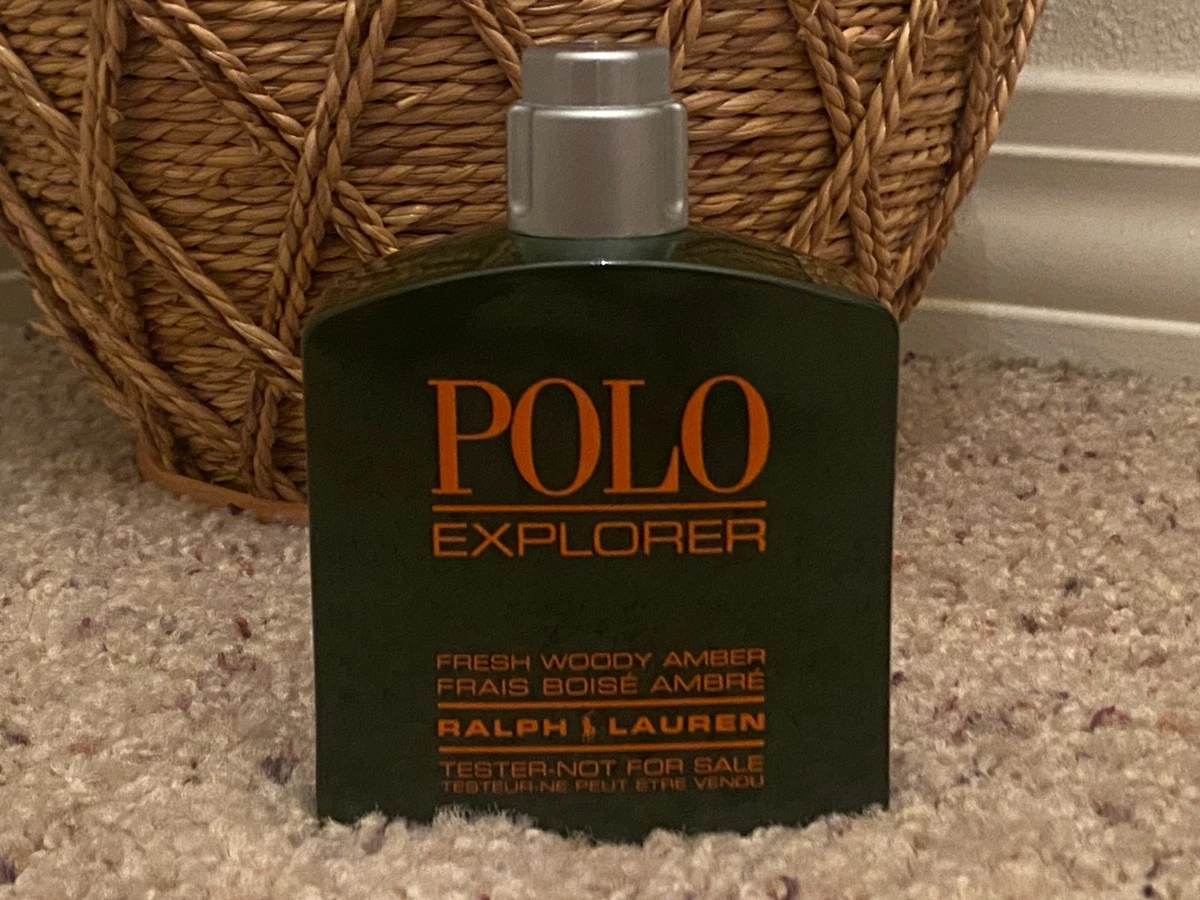 POLO
EXPLORER
FRESH WOODY AMBER
FRAIS BOISÉ AMBRÉ
RALPH LAUREN
TESTER-NOT FOR SALE
TESTEUR-NE PEUT ÊTRE VENDU